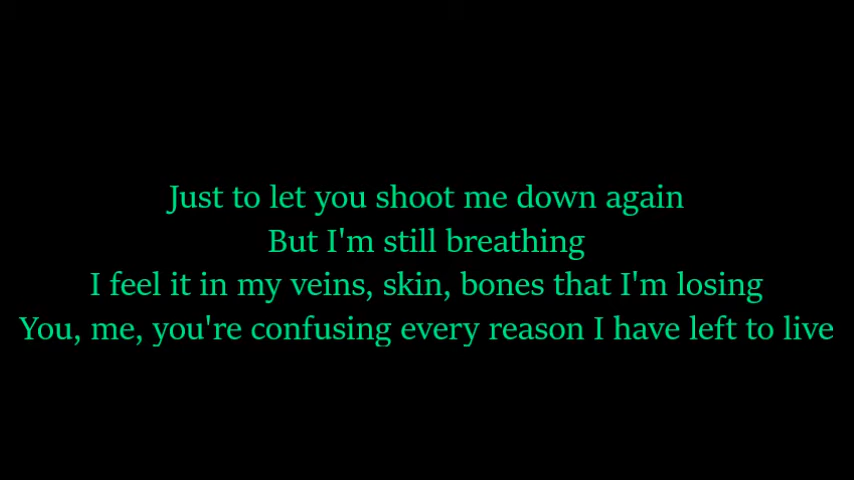 Just to let you shoot me down again
But I'm still breathing
I feel it in my veins, skin, bones that I'm losing
You, me, you're confusing every reason I have left to live